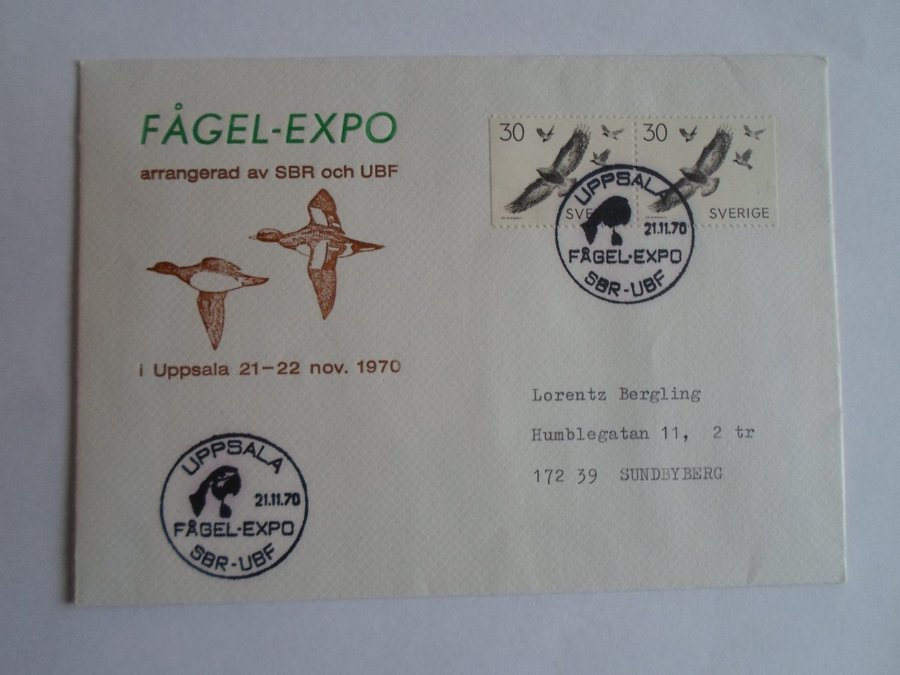 FÅGEL-EXPO
arrangerad av SBR och UBF
i Uppsala 21-22 nov. 1970
30
SVERIGE
30
SVERIGE
UPPSALA
21.11.70
FÅGEL-EXPO
SBR-UBF
Lorentz Bergling
Humblegatan 11, 2 tr
172 39 SUNDBYBERG
UPPSALA
21.11.70
FÅGEL-EXPO
SBR-UBF